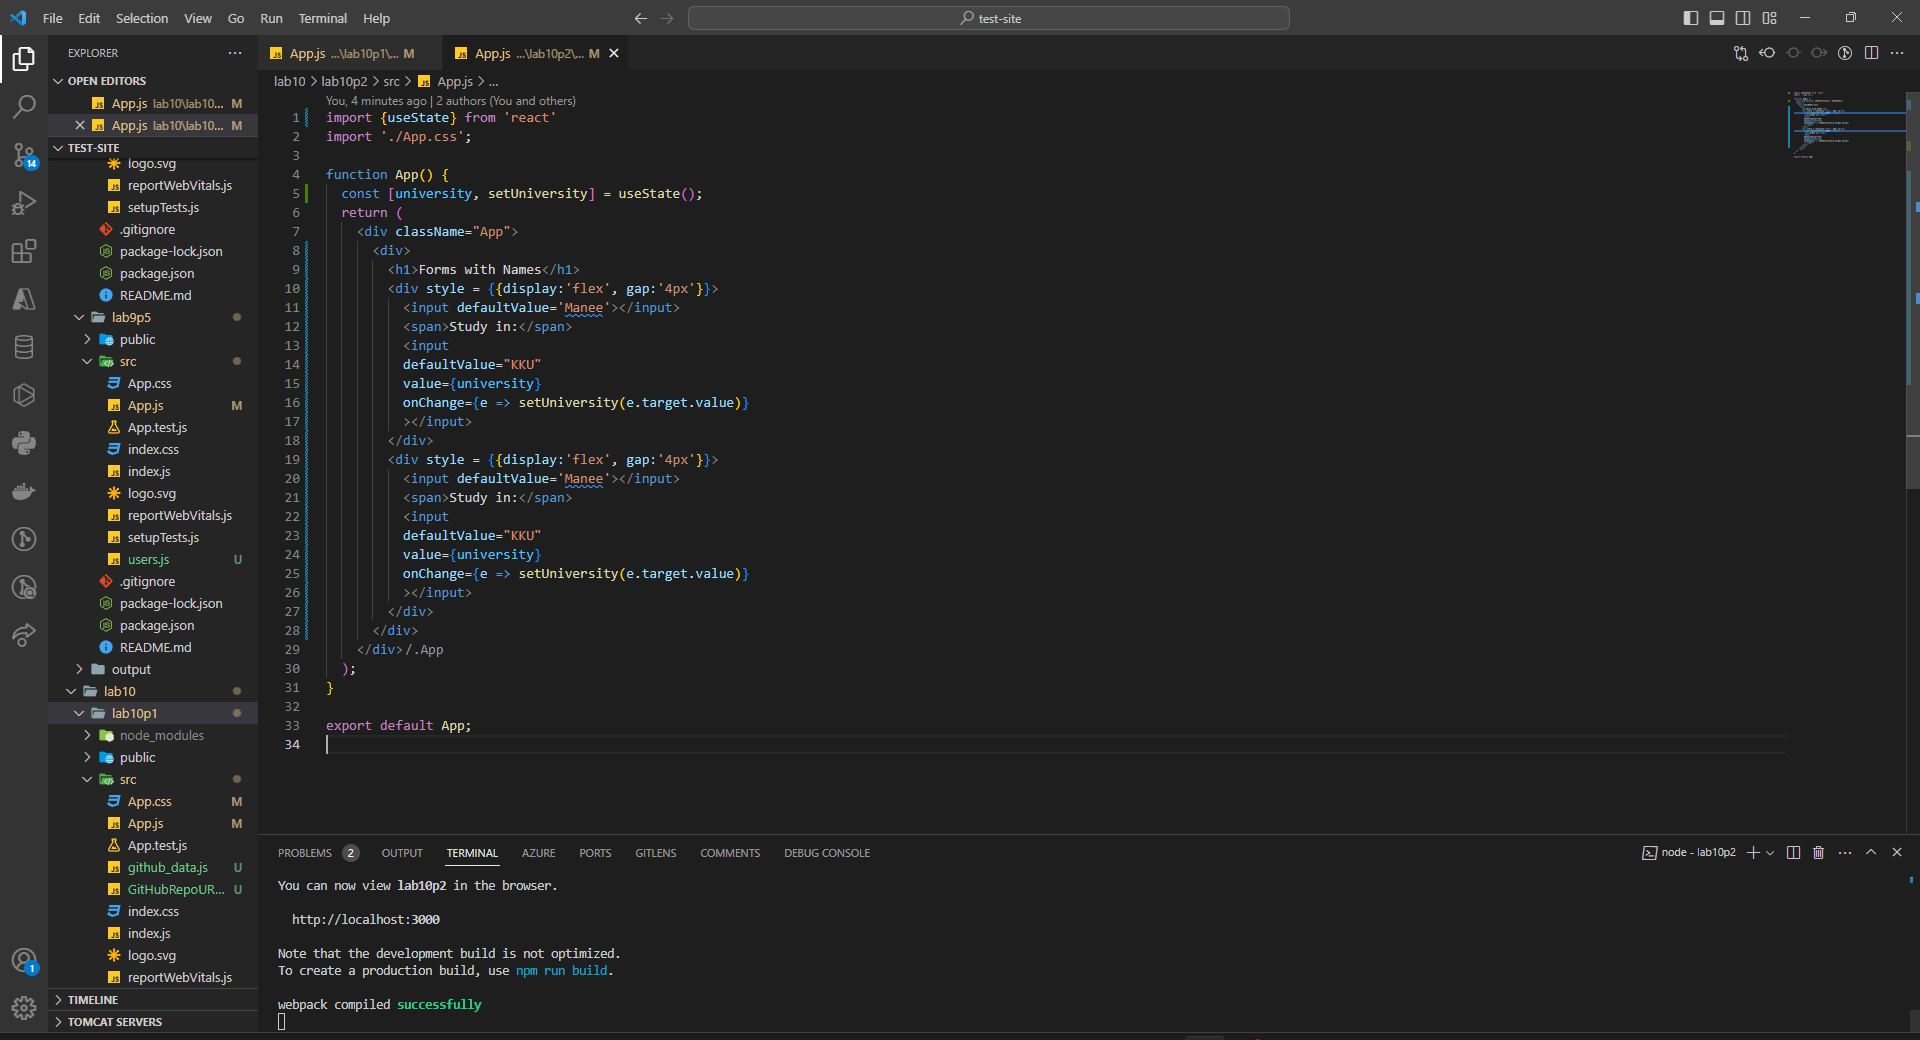 File Edit Selection View Go Run Terminal Help
test-site
EXPLORER
OPEN EDITORS
App.js lab10\lab10... M
App.js lab10\lab10... M
TEST-SITE
logo.svg
reportWebVitals.js
setupTests.js
.gitignore
package-lock.json
package.json
README.md
lab9p5
public
src
App.css
App.js M
App.test.js
index.css
index.js
logo.svg
reportWebVitals.js
setupTests.js
users.js U
.gitignore
package-lock.json
package.json
README.md
output
lab10
lab10p1
node_modules
public
src
App.css M
App.js M
App.test.js
github_data.js U
GitHubRepoUR... U
index.css
index.js
logo.svg
reportWebVitals.js
TIMELINE
TOMCAT SERVERS
14
1
App.js ...\lab10p1\... M
App.js ...\lab10p2\... M
lab10 > lab10p2 > src > App.js > ...
You, 4 minutes ago | 2 authors (You and others)
1 import {useState} from 'react'
2 import './App.css';
3
4 function App() {
5 const [university, setUniversity] = useState();
6 return (
7 <div className="App">
8 <div>
9 <h1>Forms with Names</h1>
10 <div style = {{display:'flex', gap:'4px'}}>
11 <input defaultValue='Manee'></input>
12 <span>Study in:</span>
13 <input
14 defaultValue="KKU"
15 value={university}
16 onChange={e => setUniversity(e.target.value)}
17 ></input>
18 </div>
19 <div style = {{display:'flex', gap:'4px'}}>
20 <input defaultValue='Manee'></input>
21 <span>Study in:</span>
22 <input
23 defaultValue="KKU"
24 value={university}
25 onChange={e => setUniversity(e.target.value)}
26 ></input>
27 </div>
28 </div>
29 </div>/.App
30 );
31 }
32
33 export default App;
34
PROBLEMS 2 OUTPUT TERMINAL AZURE PORTS GITLENS COMMENTS DEBUG CONSOLE
node - lab10p2
You can now view lab10p2 in the browser.
http://localhost:3000
Note that the development build is not optimized.
To create a production build, use npm run build.
webpack compiled successfully